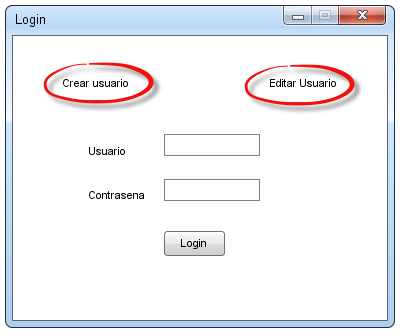 Login
Crear usuario
Editar Usuario
Usuario
Contrasena
Login